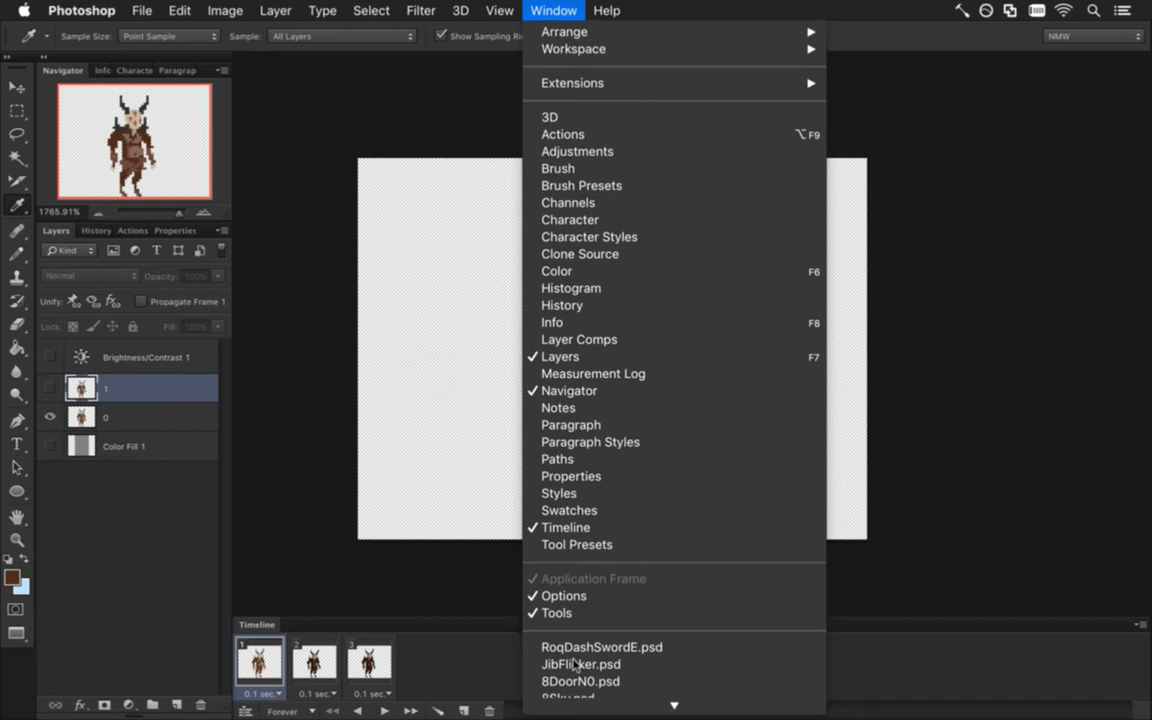 Photoshop File Edit Image Layer Type Select Filter 3D View Window Help
Sample Size: Point Sample Sample: All Layers Show Sampling Ri NMW
Navigator Info Characte Paragrap
1765.91%
Layers History Actions Properties
Kind
Normal Opacity: 100%
Unify: Propagate Frame 1
Lock: Fill: 100%
Brightness/Contrast 1
1
0
Color Fill 1
Arrange
Workspace
Extensions
3D
Actions ⌥F9
Adjustments
Brush
Brush Presets
Channels
Character
Character Styles
Clone Source
Color F6
Histogram
History
Info F8
Layer Comps
✓ Layers F7
Measurement Log
✓ Navigator
Notes
Paragraph
Paragraph Styles
Paths
Properties
Styles
Swatches
✓ Timeline
Tool Presets
✓ Application Frame
✓ Options
✓ Tools
RoqDashSwordE.psd
JibFlicker.psd
8DoorN0.psd
8Sky.psd
Timeline
1 2 3
0.1 sec. 0.1 sec. 0.1 sec.
Forever